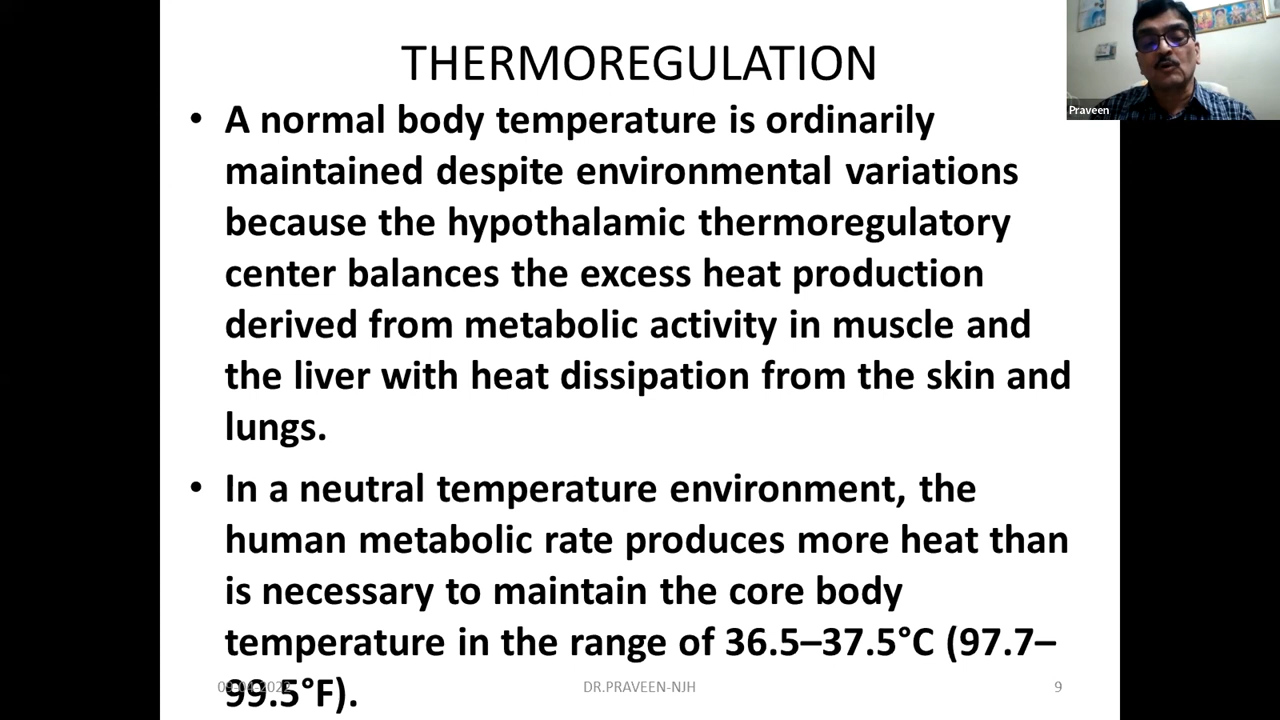 THERMOREGULATION
Praveen
• A normal body temperature is ordinarily
maintained despite environmental variations
because the hypothalamic thermoregulatory
center balances the excess heat production
derived from metabolic activity in muscle and
the liver with heat dissipation from the skin and
lungs.
• In a neutral temperature environment, the
human metabolic rate produces more heat than
is necessary to maintain the core body
temperature in the range of 36.5–37.5°C (97.7–
99.5°F).
DR.PRAVEEN-NJH
9